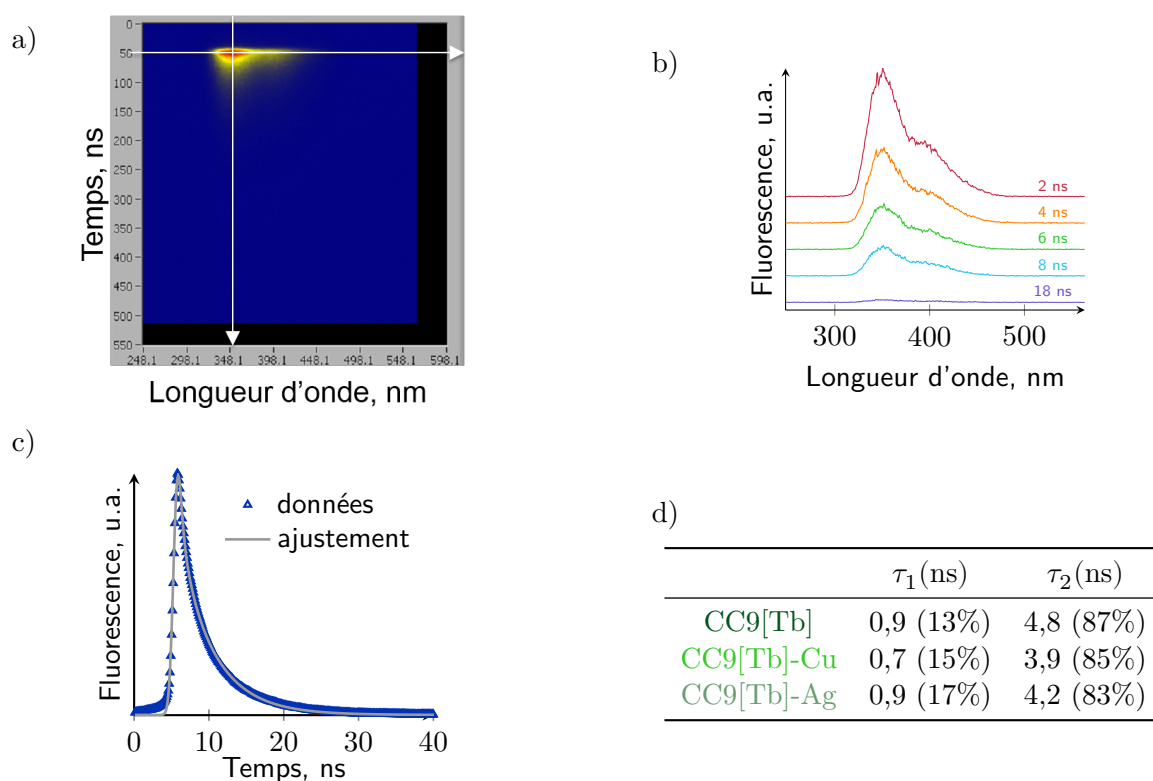 a)
0
50
100
150
200
250
300
350
400
450
500
550
248.1 298.1 348.1 398.1 448.1 498.1 548.1 598.1
Temps, ns
Longueur d'onde, nm
b)
Fluorescence, u.a.
2 ns
4 ns
6 ns
8 ns
18 ns
300 400 500
Longueur d'onde, nm
c)
Fluorescence, u.a.
données
ajustement
0 10 20 30 40
Temps, ns
d)
τ₁(ns) τ₂(ns)
CC9[Tb] 0,9 (13%) 4,8 (87%)
CC9[Tb]-Cu 0,7 (15%) 3,9 (85%)
CC9[Tb]-Ag 0,9 (17%) 4,2 (83%)